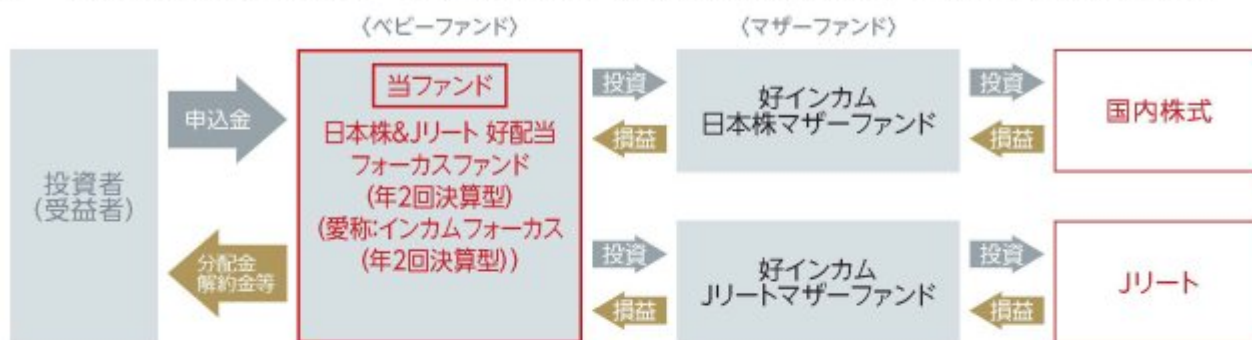 〈ベビーファンド〉
〈マザーファンド〉
投資者
(受益者)
申込金
分配金
解約金等
当ファンド
日本株&Jリート 好配当
フォーカスファンド
(年2回決算型)
(愛称:インカムフォーカス
(年2回決算型))
投資
損益
好インカム
日本株マザーファンド
投資
損益
国内株式
投資
損益
好インカム
Jリートマザーファンド
投資
損益
Jリート